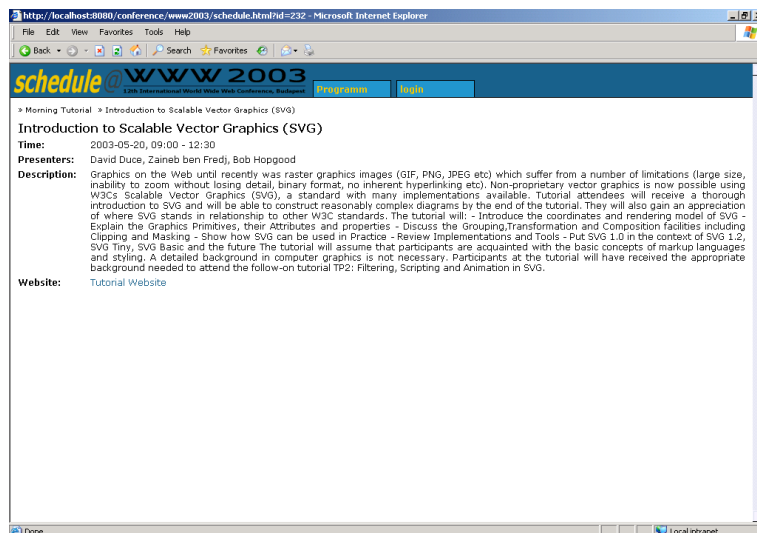 http://localhost:8080/conference/www2003/schedule.html?id=232 - Microsoft Internet Explorer
File Edit View Favorites Tools Help
Back Search Favorites
schedule@WWW 2003
12th International World Wide Web Conference, Budapest
Programm login
» Morning Tutorial » Introduction to Scalable Vector Graphics (SVG)
Introduction to Scalable Vector Graphics (SVG)
Time: 2003-05-20, 09:00 - 12:30
Presenters: David Duce, Zaineb ben Fredj, Bob Hopgood
Description: Graphics on the Web until recently was raster graphics images (GIF, PNG, JPEG etc) which suffer from a number of limitations (large size,
inability to zoom without losing detail, binary format, no inherent hyperlinking etc). Non-proprietary vector graphics is now possible using
W3Cs Scalable Vector Graphics (SVG), a standard with many implementations available. Tutorial attendees will receive a thorough
introduction to SVG and will be able to construct reasonably complex diagrams by the end of the tutorial. They will also gain an appreciation
of where SVG stands in relationship to other W3C standards. The tutorial will: - Introduce the coordinates and rendering model of SVG -
Explain the Graphics Primitives, their Attributes and properties - Discuss the Grouping,Transformation and Composition facilities including
Clipping and Masking - Show how SVG can be used in Practice - Review Implementations and Tools - Put SVG 1.0 in the context of SVG 1.2,
SVG Tiny, SVG Basic and the future The tutorial will assume that participants are acquainted with the basic concepts of markup languages
and styling. A detailed background in computer graphics is not necessary. Participants at the tutorial will have received the appropriate
background needed to attend the follow-on tutorial TP2: Filtering, Scripting and Animation in SVG.
Website: Tutorial Website
Done Local intranet